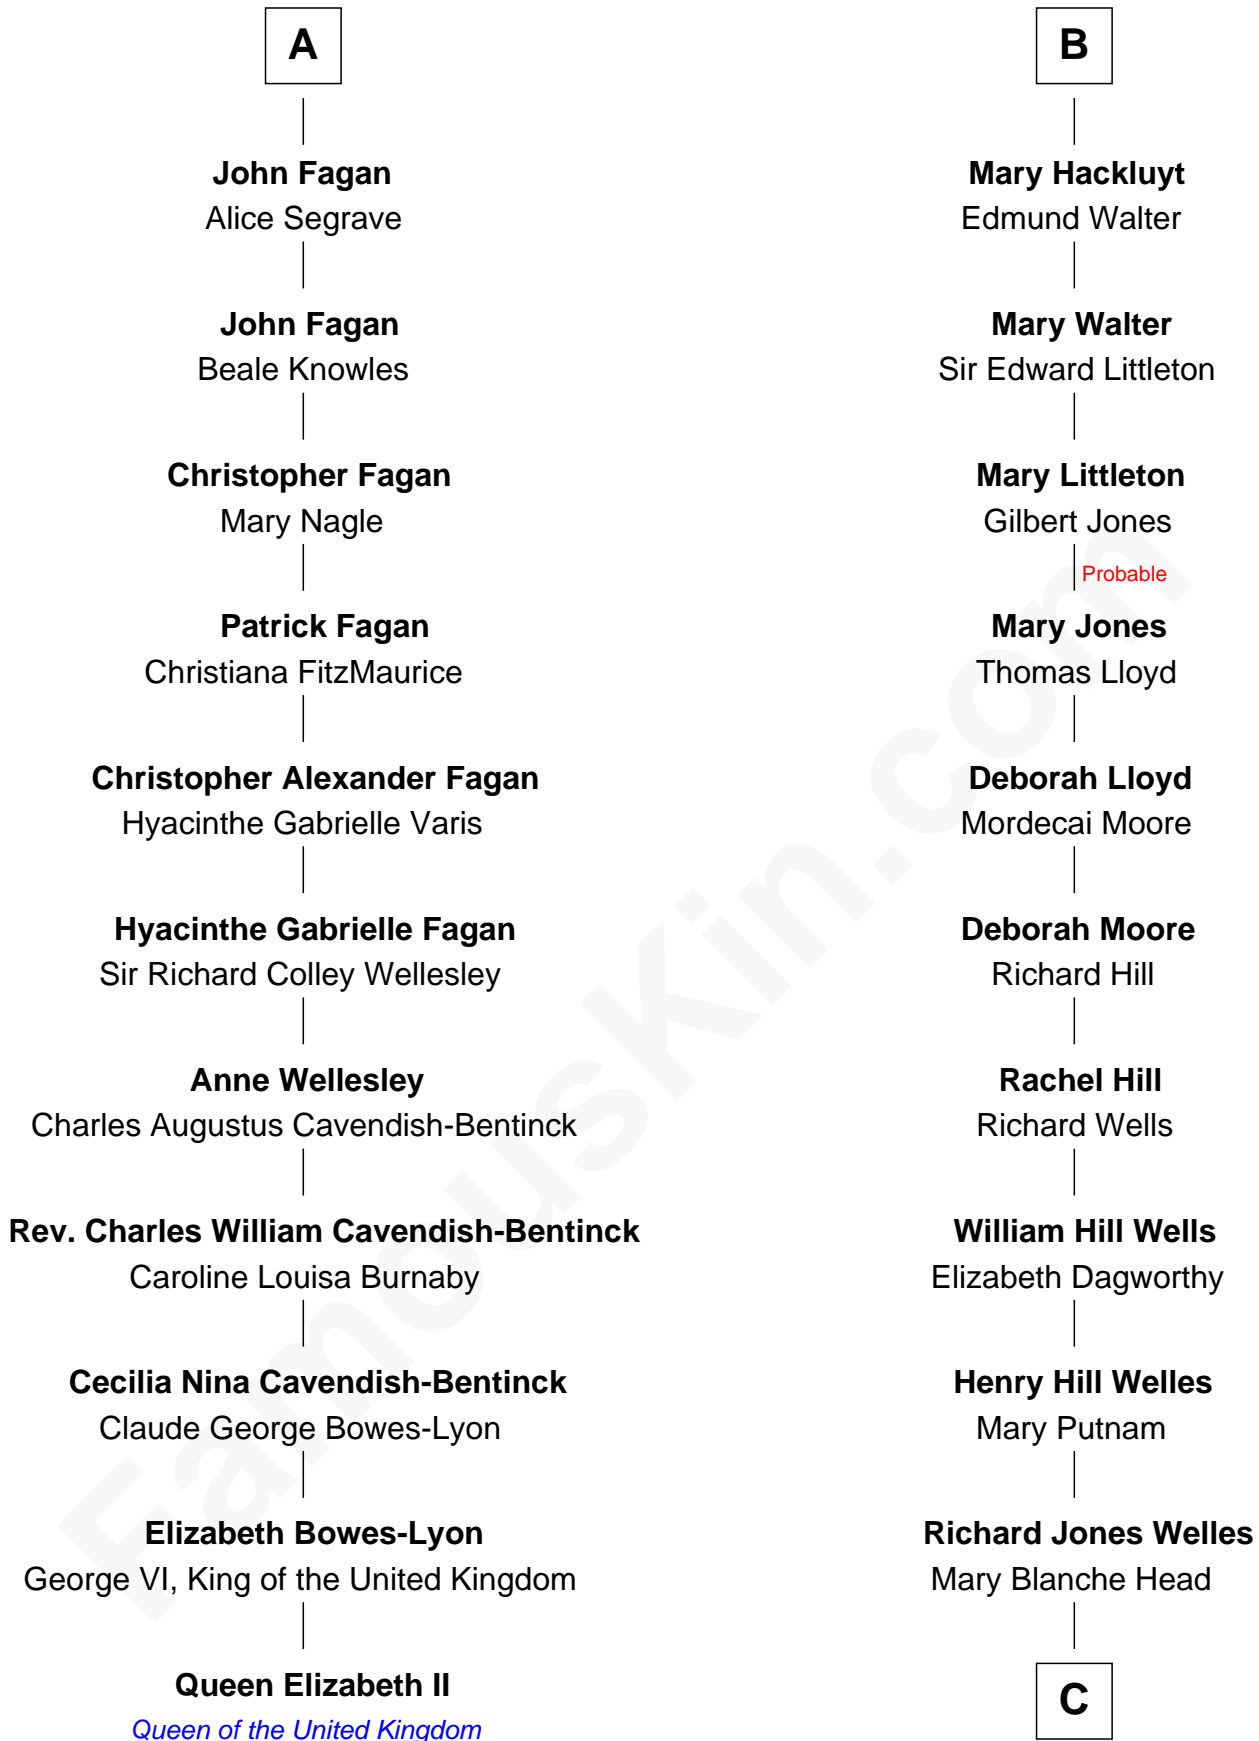 A
John Fagan
Alice Segrave
John Fagan
Beale Knowles
Christopher Fagan
Mary Nagle
Patrick Fagan
Christiana FitzMaurice
Christopher Alexander Fagan
Hyacinthe Gabrielle Varis
Hyacinthe Gabrielle Fagan
Sir Richard Colley Wellesley
Anne Wellesley
Charles Augustus Cavendish-Bentinck
Rev. Charles William Cavendish-Bentinck
Caroline Louisa Burnaby
Cecilia Nina Cavendish-Bentinck
Claude George Bowes-Lyon
Elizabeth Bowes-Lyon
George VI, King of the United Kingdom
Queen Elizabeth II
Queen of the United Kingdom
B
Mary Hackluyt
Edmund Walter
Mary Walter
Sir Edward Littleton
Mary Littleton
Gilbert Jones
Probable
Mary Jones
Thomas Lloyd
Deborah Lloyd
Mordecai Moore
Deborah Moore
Richard Hill
Rachel Hill
Richard Wells
William Hill Wells
Elizabeth Dagworthy
Henry Hill Welles
Mary Putnam
Richard Jones Welles
Mary Blanche Head
C
FamousKin.com